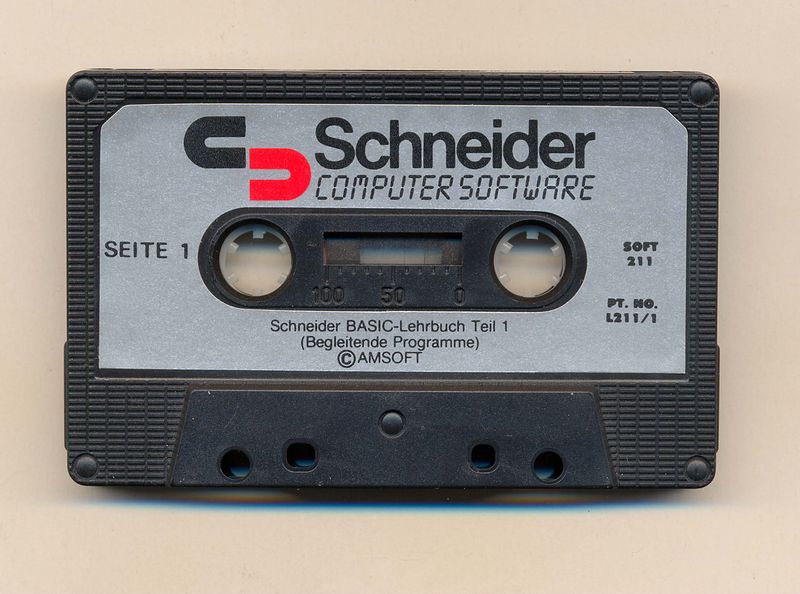 Schneider
COMPUTER SOFTWARE
SEITE 1
SOFT
211
100 50 0
PT. NO.
L211/1
Schneider BASIC-Lehrbuch Teil 1
(Begleitende Programme)
©AMSOFT